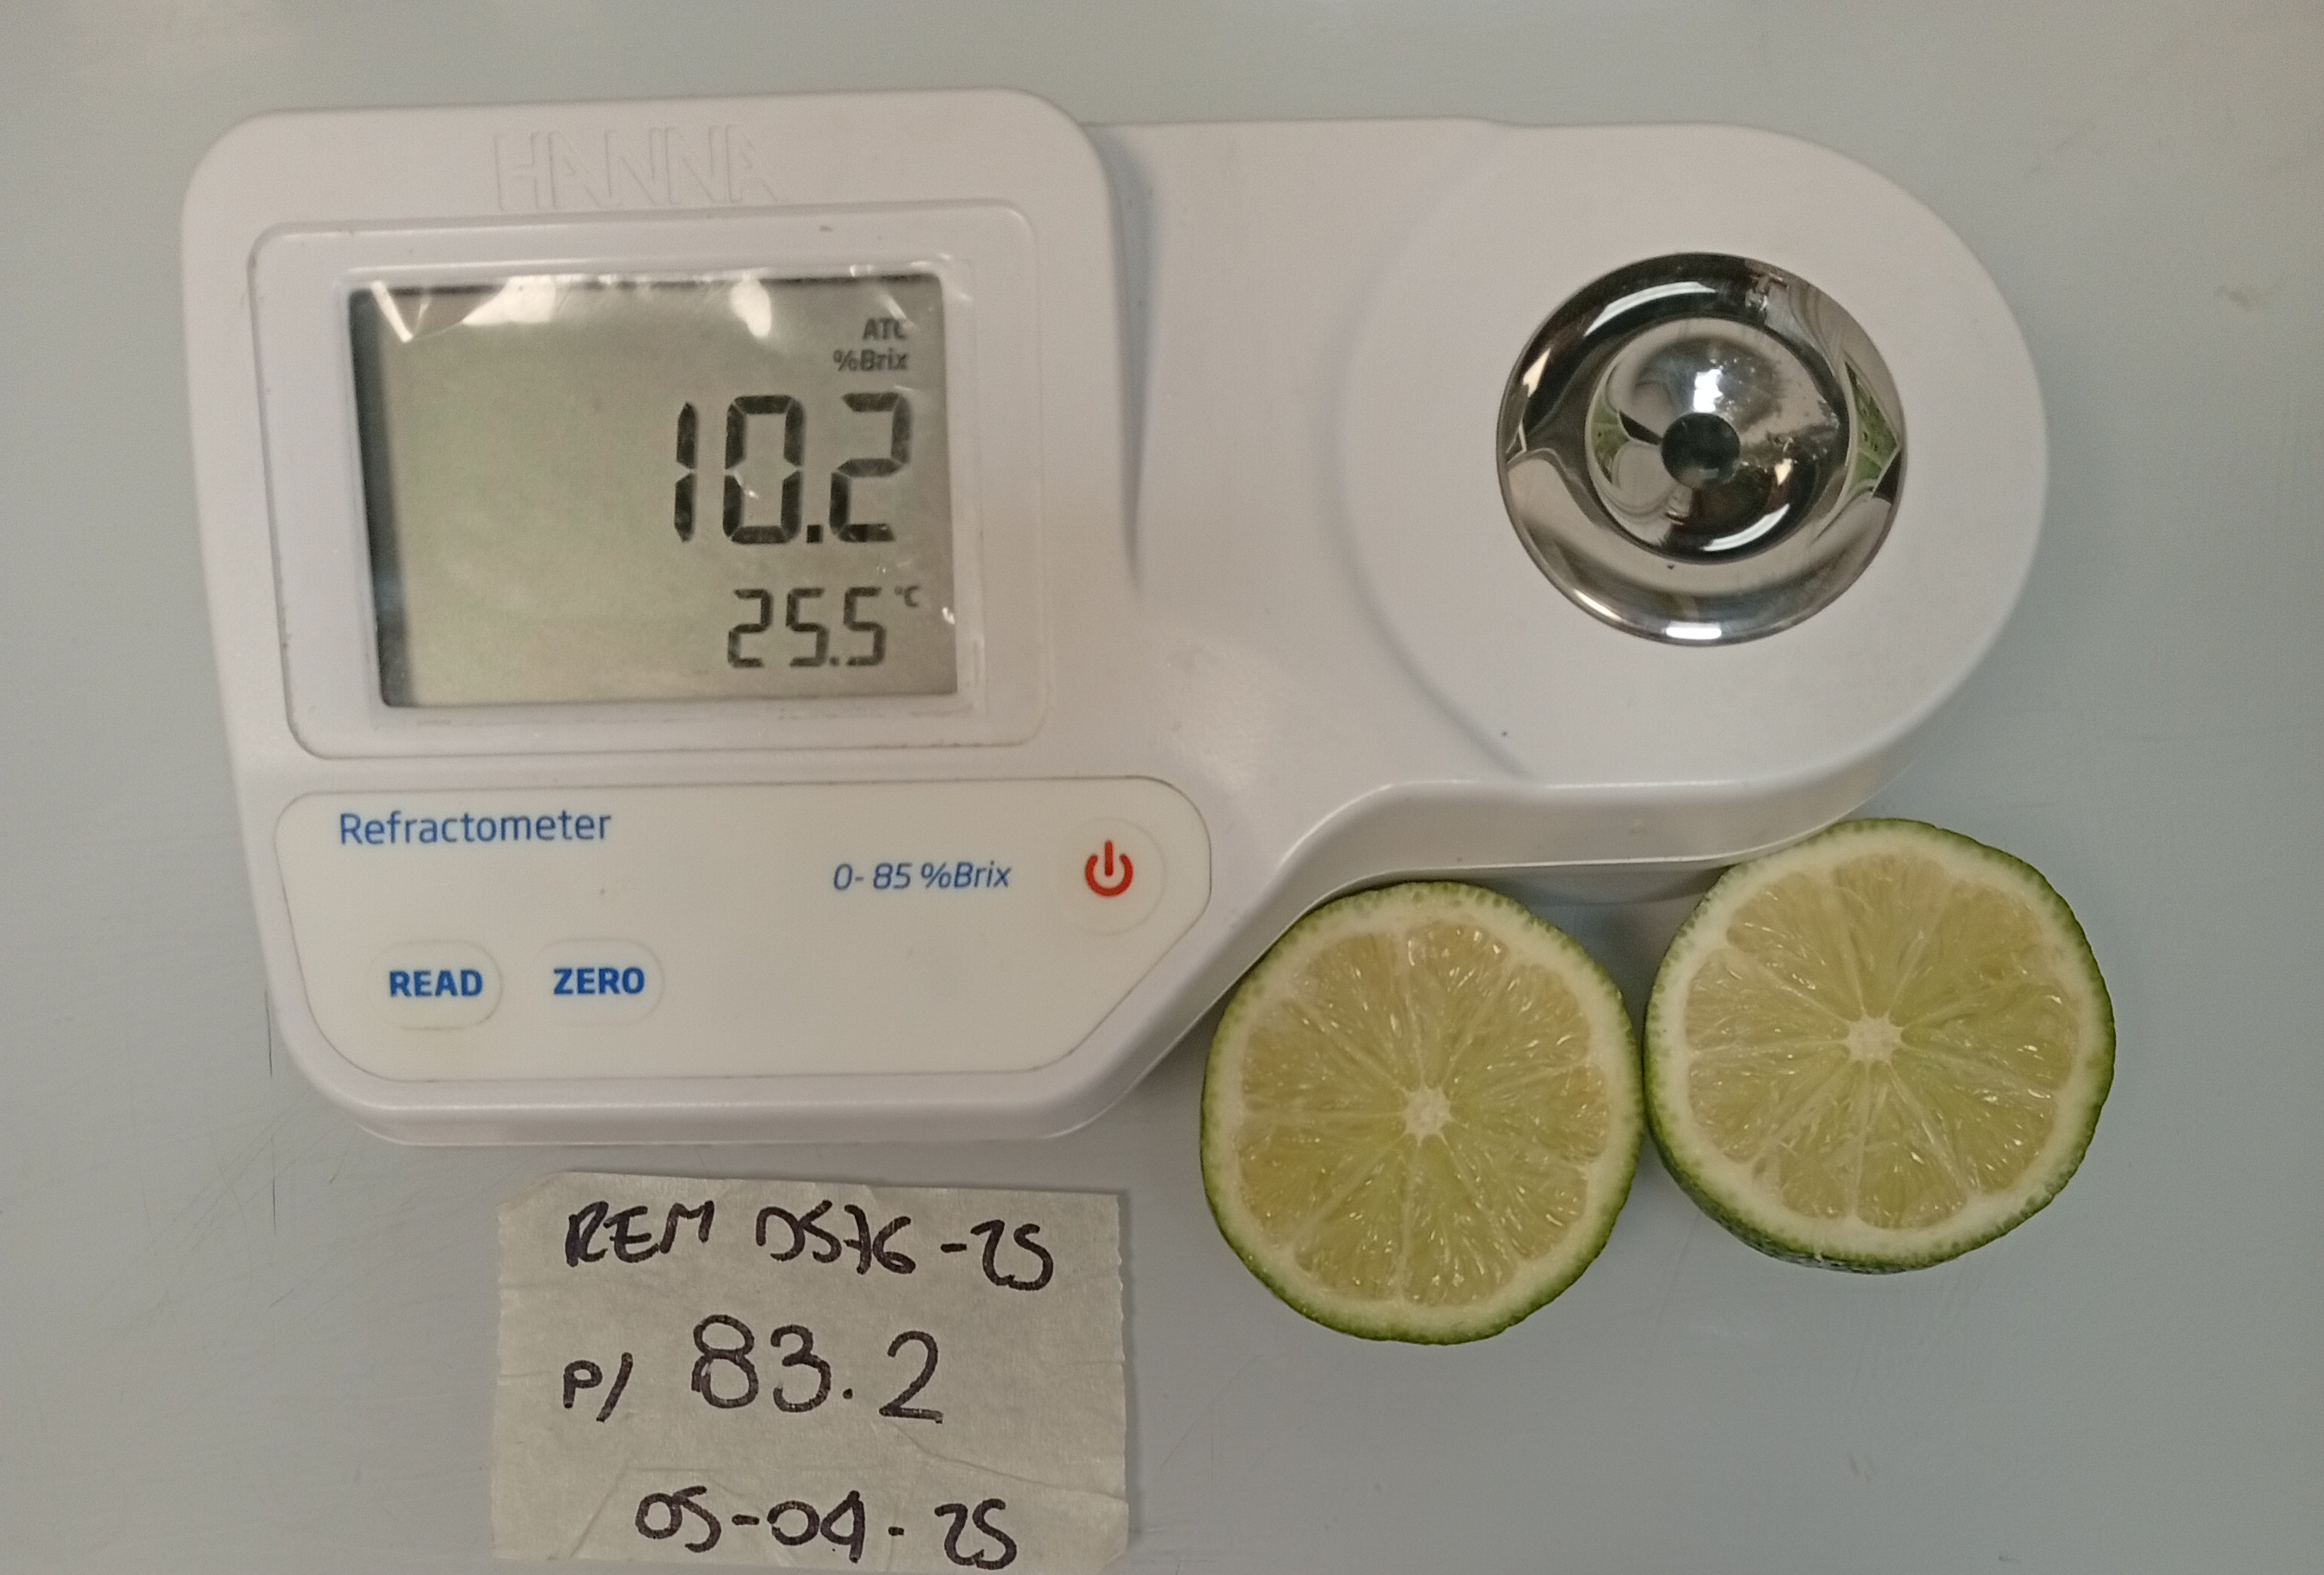 HANNA
ATC
%Brix
10.2
25.5 °C
Refractometer
0-85 %Brix
READ ZERO
REM DS76-25
P/ 83.2
05-04-25